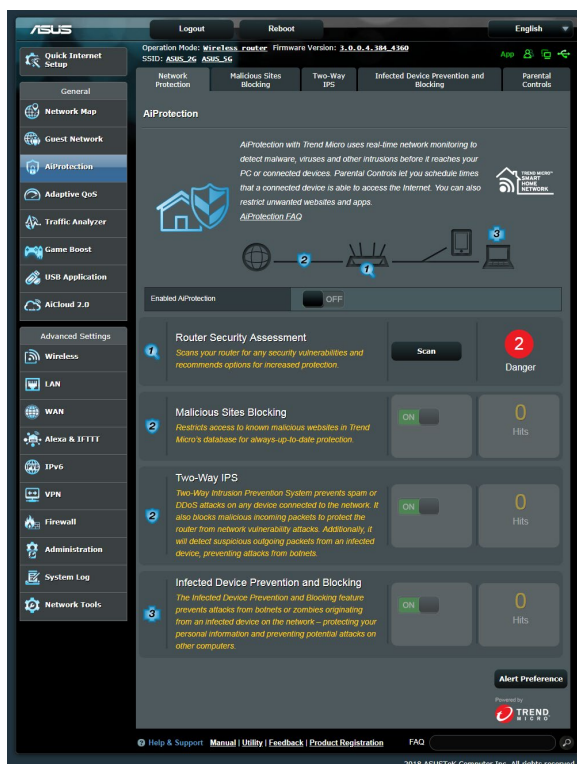 ASUS
Logout
Reboot
English
Quick Internet
Setup
Operation Mode: Wireless router Firmware Version: 3.0.0.4.384_4360
SSID: ASUS_2G ASUS_5G
App
General
Network Map
Guest Network
AiProtection
Adaptive QoS
Traffic Analyzer
Game Boost
USB Application
AiCloud 2.0
Advanced Settings
Wireless
LAN
WAN
Alexa & IFTTT
IPv6
VPN
Firewall
Administration
System Log
Network Tools
Network
Protection
Malicious Sites
Blocking
Two-Way
IPS
Infected Device Prevention and
Blocking
Parental
Controls
AiProtection
AiProtection with Trend Micro uses real-time network monitoring to
detect malware, viruses and other intrusions before it reaches your
PC or connected devices. Parental Controls let you schedule times
that a connected device is able to access the Internet. You can also
restrict unwanted websites and apps.
AiProtection FAQ
TREND MICRO™
SMART
HOME
NETWORK
2
1
3
Enabled AiProtection
OFF
1
Router Security Assessment
Scans your router for any security vulnerabilities and
recommends options for increased protection.
Scan
2
Danger
2
Malicious Sites Blocking
Restricts access to known malicious websites in Trend
Micro's database for always-up-to-date protection.
ON
0
Hits
2
Two-Way IPS
Two-Way Intrusion Prevention System prevents spam or
DDoS attacks on any device connected to the network. It
also blocks malicious incoming packets to protect the
router from network vulnerability attacks. Additionally, it
will detect suspicious outgoing packets from an infected
device, preventing attacks from botnets.
ON
0
Hits
3
Infected Device Prevention and Blocking
The Infected Device Prevention and Blocking feature
prevents attacks from botnets or zombies originating
from an infected device on the network – protecting your
personal information and preventing potential attacks on
other computers.
ON
0
Hits
Alert Preference
Powered by
TREND
MICRO
Help & Support Manual | Utility | Feedback | Product Registration FAQ
2018 ASUSTeK Computer Inc. All rights reserved